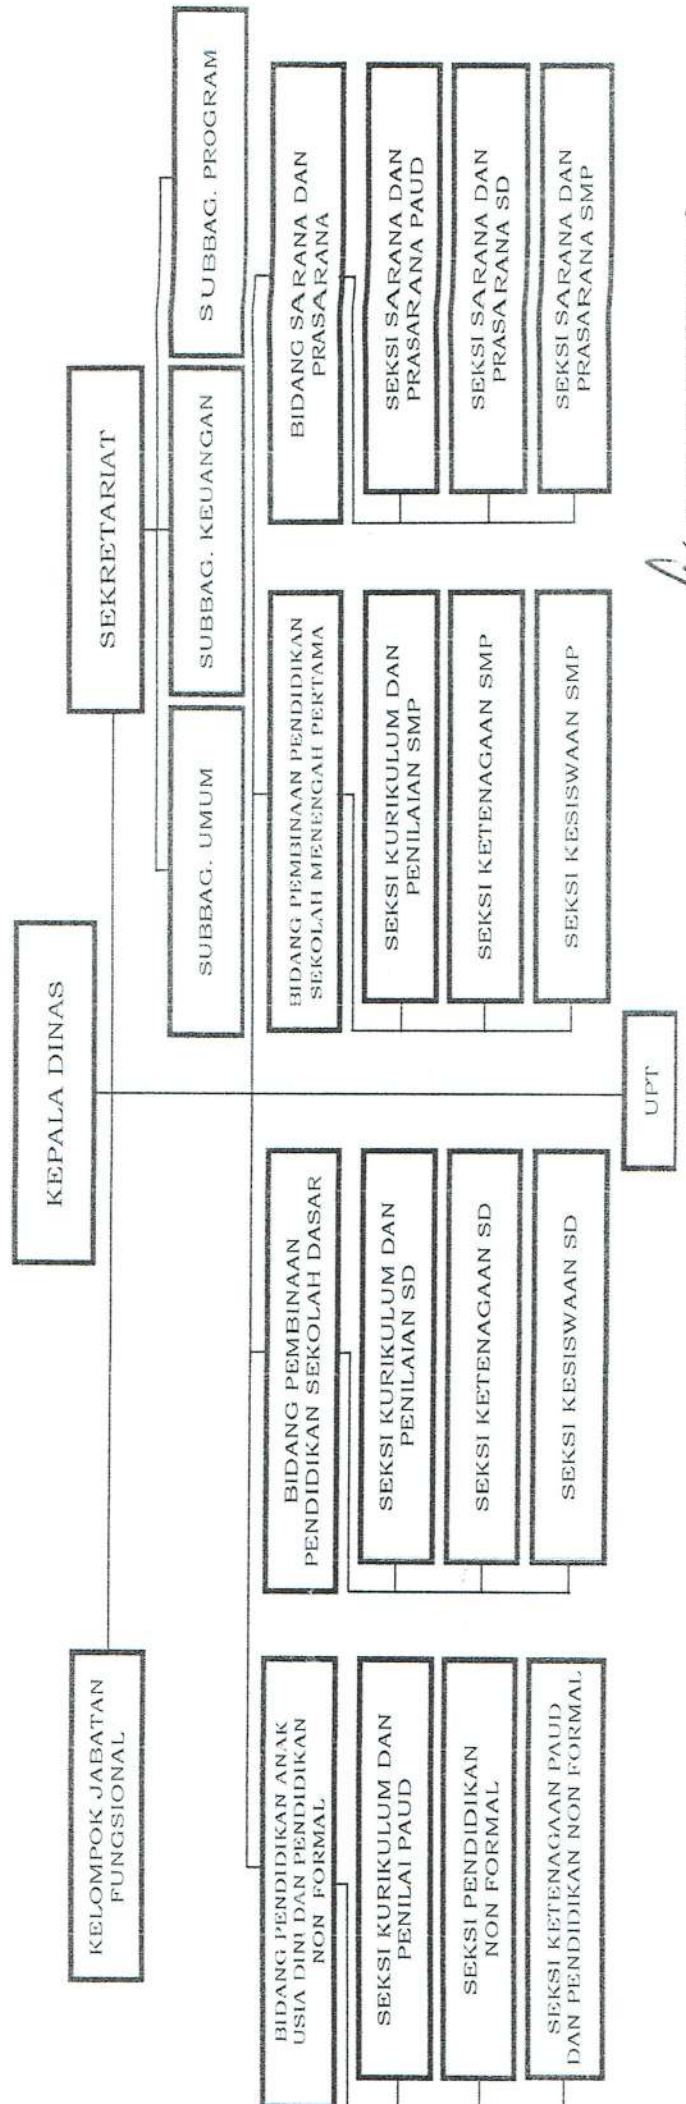 KEPALA DINAS
KELOMPOK JABATAN
FUNGSIONAL
SEKRETARIAT
SUBBAG. UMUM
SUBBAG. KEUANGAN
SUBBAG. PROGRAM
BIDANG PENDIDIKAN ANAK
USIA DINI DAN PENDIDIKAN
NON FORMAL
SEKSI KURIKULUM DAN
PENILAI PAUD
SEKSI PENDIDIKAN
NON FORMAL
SEKSI KETENAGAAN PAUD
DAN PENDIDIKAN NON FORMAL
BIDANG PEMBINAAN
PENDIDIKAN SEKOLAH DASAR
SEKSI KURIKULUM DAN
PENILAIAN SD
SEKSI KETENAGAAN SD
SEKSI KESISWAAN SD
BIDANG PEMBINAAN PENDIDIKAN
SEKOLAH MENENGAH PERTAMA
SEKSI KURIKULUM DAN
PENILAIAN SMP
SEKSI KETENAGAAN SMP
SEKSI KESISWAAN SMP
BIDANG SARANA DAN
PRASARANA
SEKSI SARANA DAN
PRASARANA PAUD
SEKSI SARANA DAN
PRASARANA SD
SEKSI SARANA DAN
PRASARANA SMP
UPT